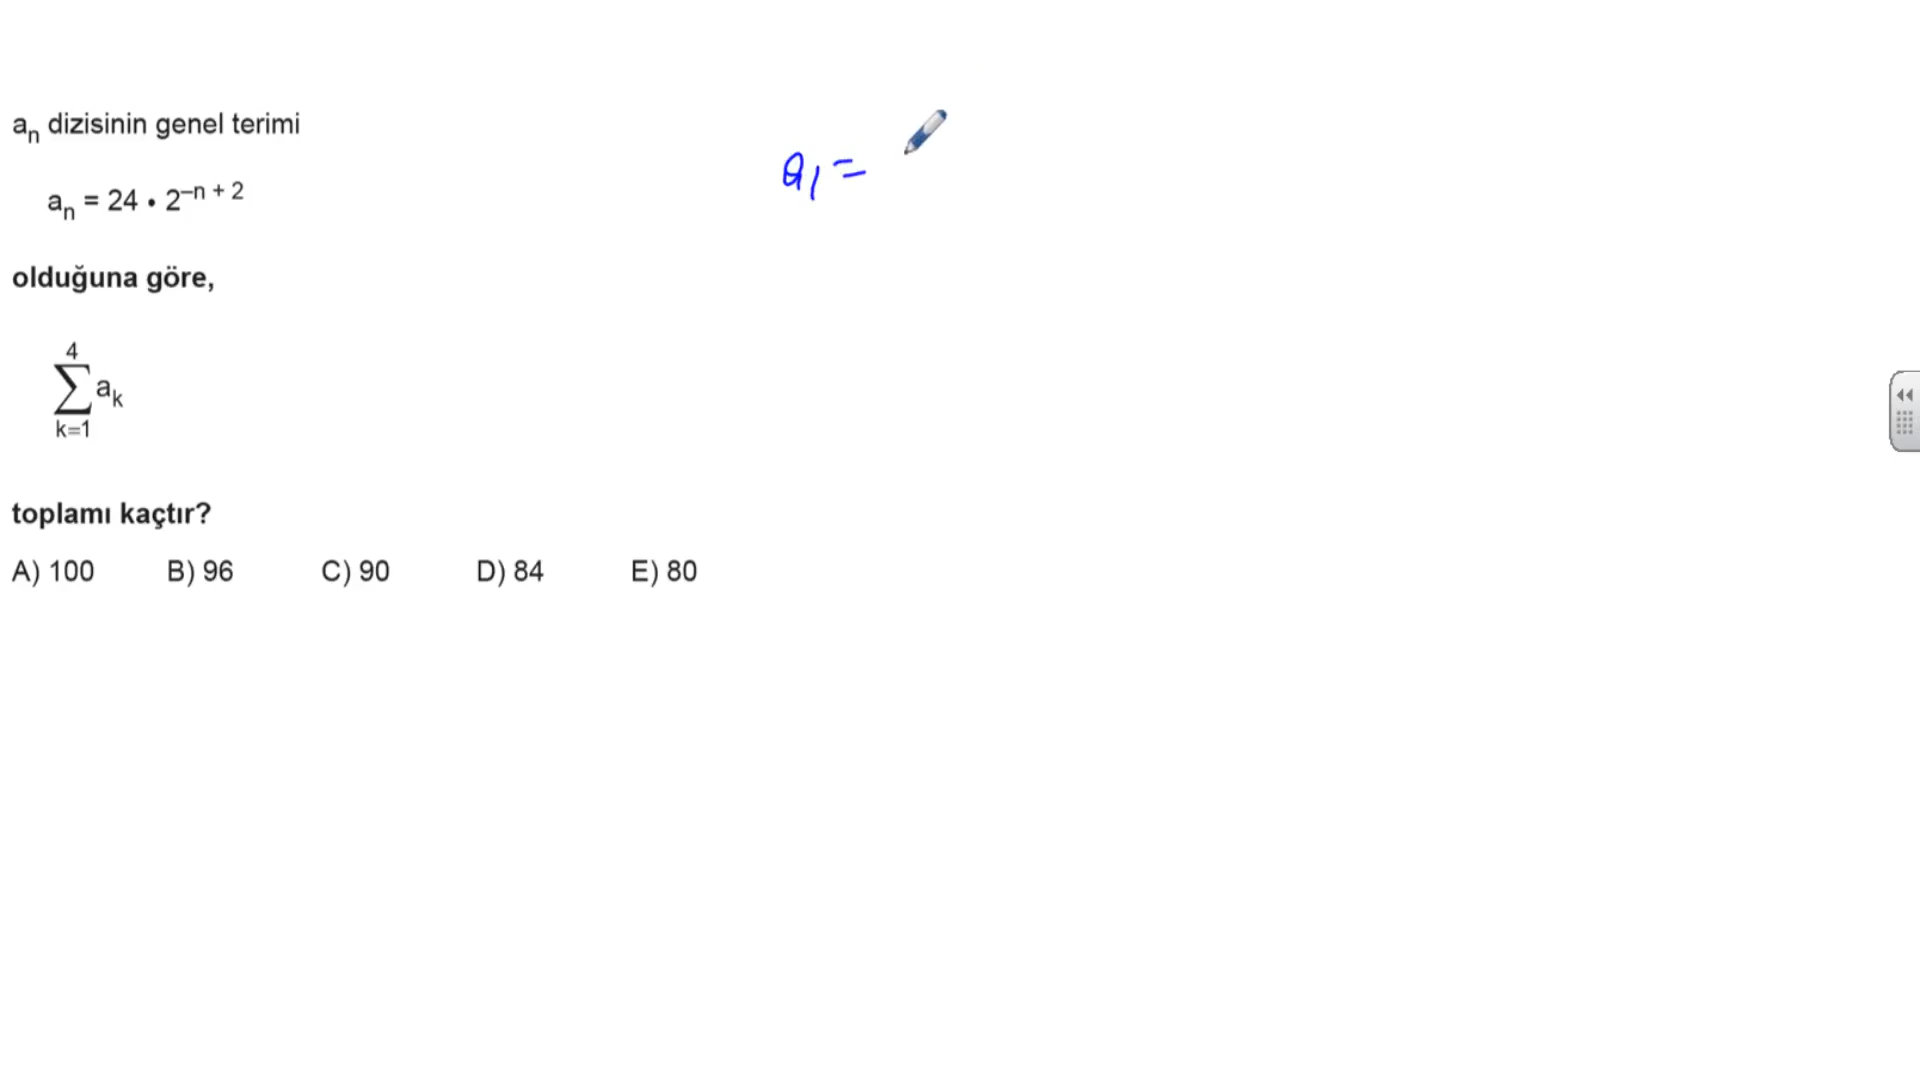 aₙ dizisinin genel terimi
a₁ =
aₙ = 24 • 2⁻ⁿ ⁺ ²
olduğuna göre,
4
∑ aₖ
k=1
toplamı kaçtır?
A) 100 B) 96 C) 90 D) 84 E) 80